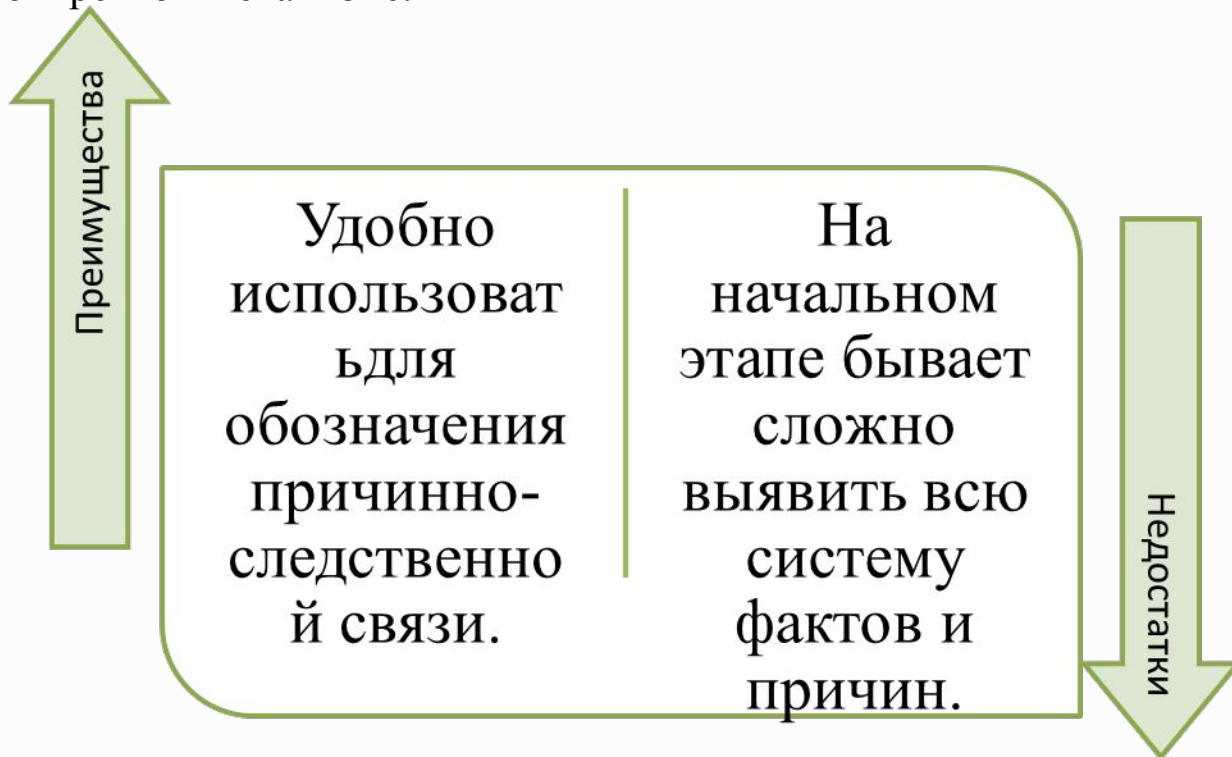 Преимущества
Удобно
использоват
ьдля
обозначения
причинно-
следственно
й связи.
На
начальном
этапе бывает
сложно
выявить всю
систему
фактов и
причин.
Недостатки